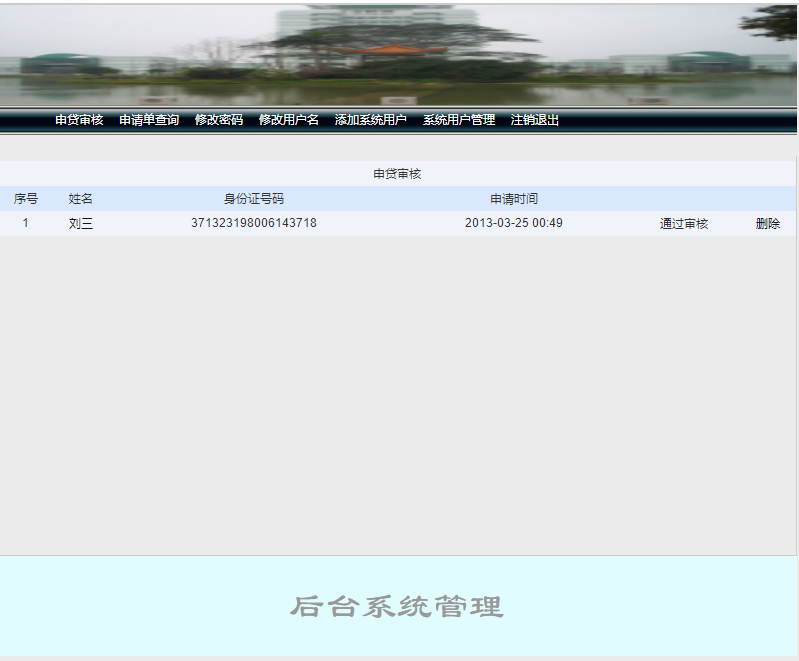 申贷审核 申请单查询 修改密码 修改用户名 添加系统用户 系统用户管理 注销退出
申贷审核
序号 姓名 身份证号码 申请时间
1 刘三 371323198006143718 2013-03-25 00:49 通过审核 删除
后台系统管理